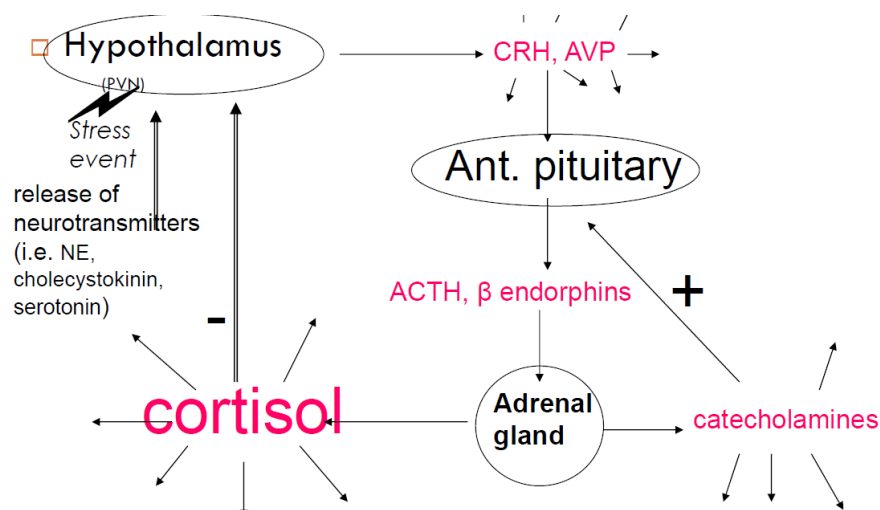 Hypothalamus
(PVN)
Stress
event
release of
neurotransmitters
(i.e. NE,
cholecystokinin,
serotonin)
CRH, AVP
Ant. pituitary
ACTH, β endorphins
+
-
cortisol
Adrenal
gland
catecholamines